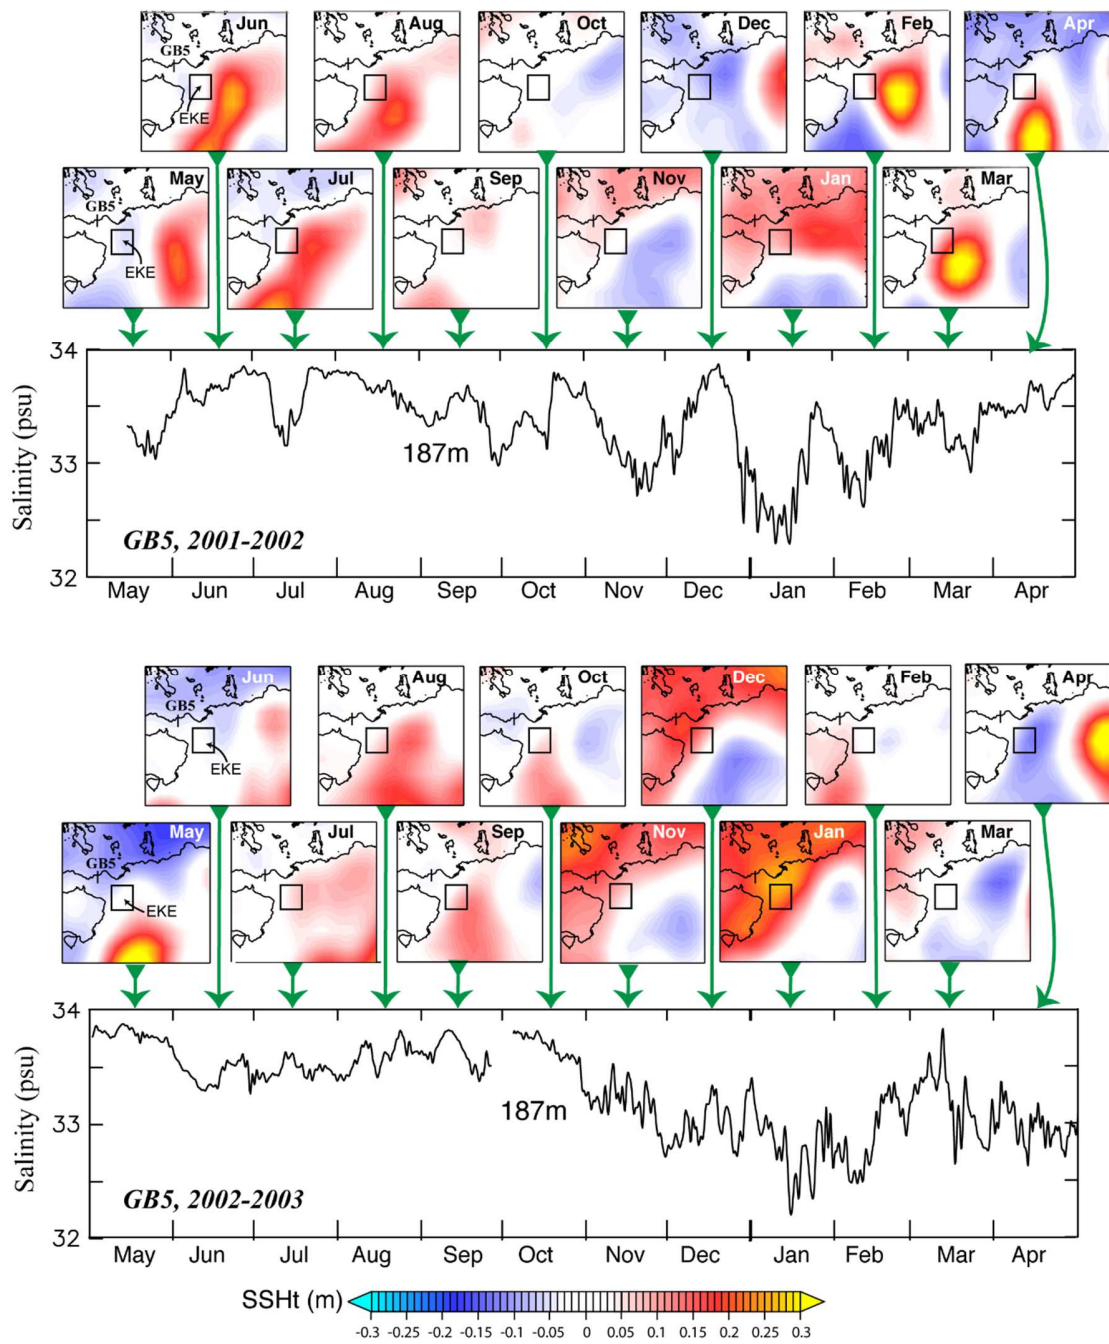 Jun
Aug
Oct
Dec
Feb
Apr
GB5
EKE
May
Jul
Sep
Nov
Jan
Mar
GB5
EKE
34
33
32
Salinity (psu)
187m
GB5, 2001-2002
May Jun Jul Aug Sep Oct Nov Dec Jan Feb Mar Apr
Jun
Aug
Oct
Dec
Feb
Apr
GB5
EKE
May
Jul
Sep
Nov
Jan
Mar
GB5
EKE
34
33
32
Salinity (psu)
187m
GB5, 2002-2003
May Jun Jul Aug Sep Oct Nov Dec Jan Feb Mar Apr
SSHt (m)
-0.3 -0.25 -0.2 -0.15 -0.1 -0.05 0 0.05 0.1 0.15 0.2 0.25 0.3